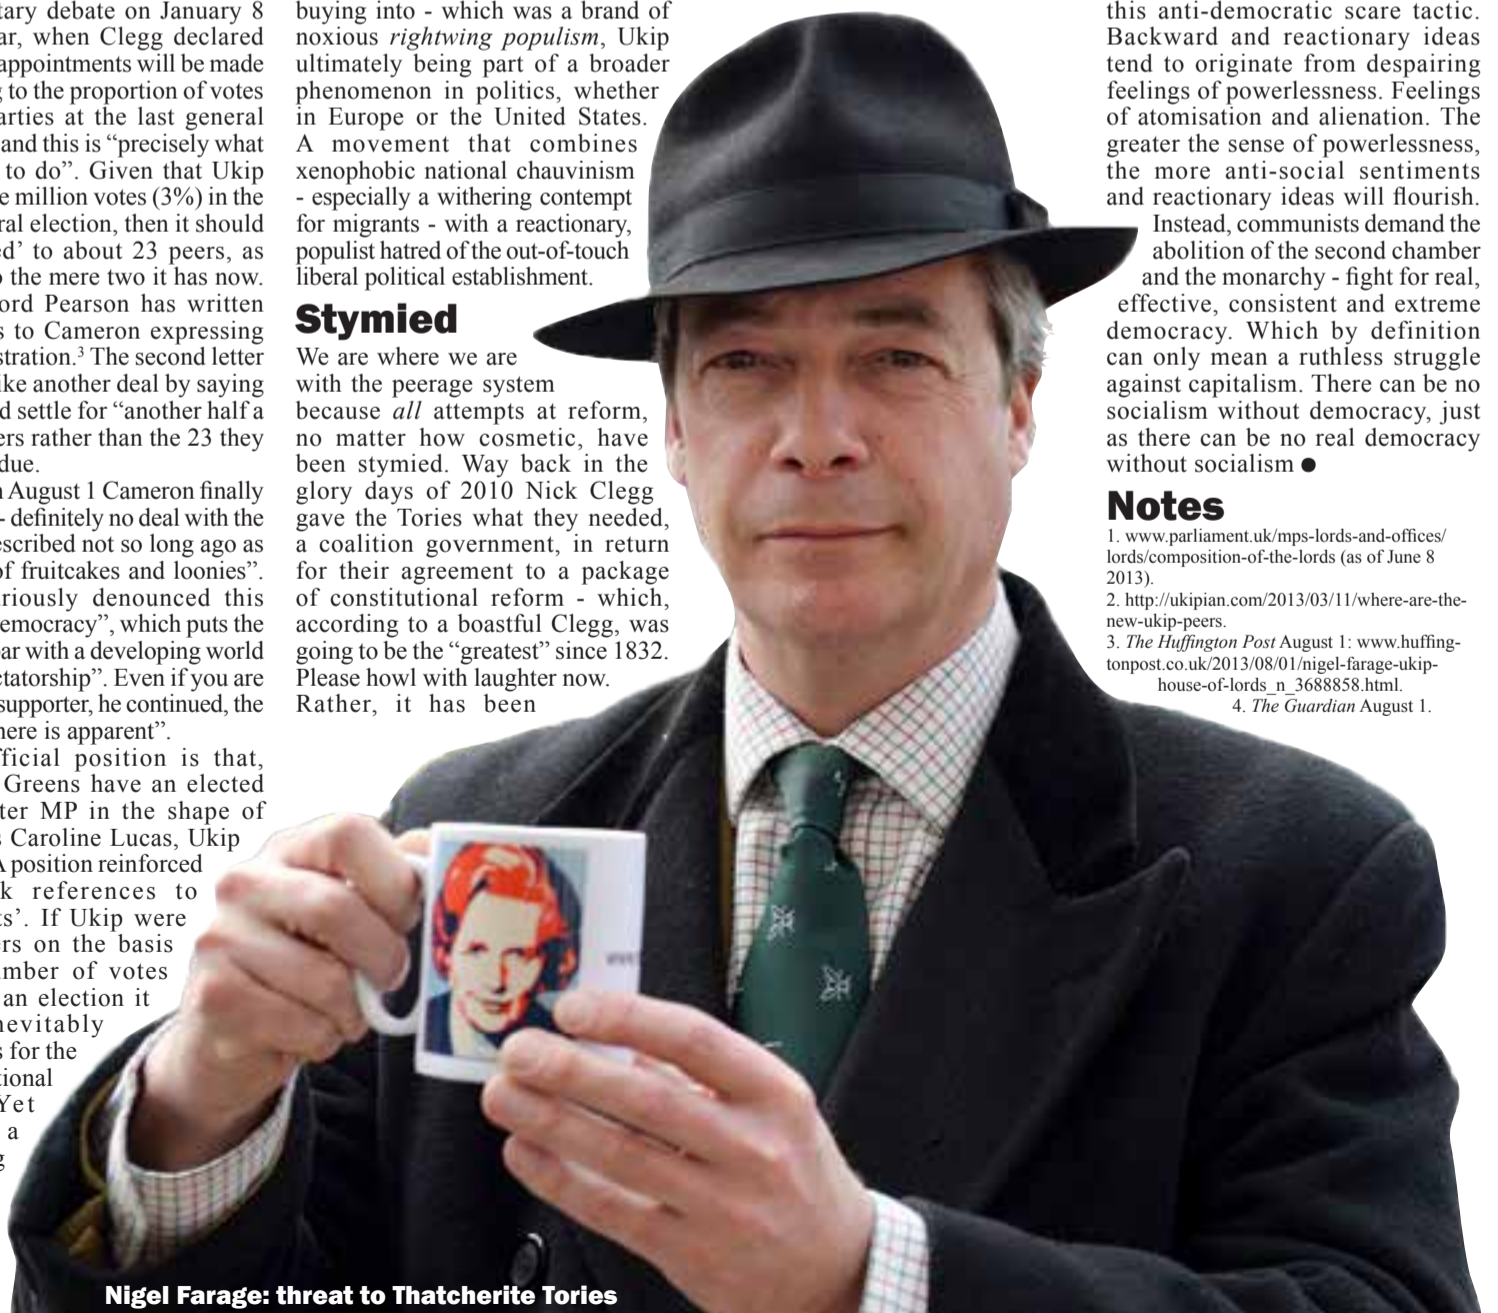 tary debate on January 8
ar, when Clegg declared
appointments will be made
g to the proportion of votes
arties at the last general
and this is “precisely what
to do”. Given that Ukip
e million votes (3%) in the
ral election, then it should
ed’ to about 23 peers, as
o the mere two it has now.
ord Pearson has written
s to Cameron expressing
stration.³ The second letter
ike another deal by saying
d settle for “another half a
ers rather than the 23 they
due.
n August 1 Cameron finally
- definitely no deal with the
escribed not so long ago as
of fruitcakes and loonies”.
riously denounced this
emocracy”, which puts the
par with a developing world
ctatorship”. Even if you are
supporter, he continued, the
here is apparent”.
fficial position is that,
Greens have an elected
ter MP in the shape of
s Caroline Lucas, Ukip
A position reinforced
k references to
ts’. If Ukip were
ers on the basis
umber of votes
an election it
nevitably
s for the
tional
Yet
a
g
buying into - which was a brand of
noxious rightwing populism, Ukip
ultimately being part of a broader
phenomenon in politics, whether
in Europe or the United States.
A movement that combines
xenophobic national chauvinism
- especially a withering contempt
for migrants - with a reactionary,
populist hatred of the out-of-touch
liberal political establishment.
Stymied
We are where we are
with the peerage system
because all attempts at reform,
no matter how cosmetic, have
been stymied. Way back in the
glory days of 2010 Nick Clegg
gave the Tories what they needed,
a coalition government, in return
for their agreement to a package
of constitutional reform - which,
according to a boastful Clegg, was
going to be the “greatest” since 1832.
Please howl with laughter now.
Rather, it has been
this anti-democratic scare tactic.
Backward and reactionary ideas
tend to originate from despairing
feelings of powerlessness. Feelings
of atomisation and alienation. The
greater the sense of powerlessness,
the more anti-social sentiments
and reactionary ideas will flourish.
Instead, communists demand the
abolition of the second chamber
and the monarchy - fight for real,
effective, consistent and extreme
democracy. Which by definition
can only mean a ruthless struggle
against capitalism. There can be no
socialism without democracy, just
as there can be no real democracy
without socialism ●
Notes
1. www.parliament.uk/mps-lords-and-offices/
lords/composition-of-the-lords (as of June 8
2013).
2. http://ukipian.com/2013/03/11/where-are-the-
new-ukip-peers.
3. The Huffington Post August 1: www.huffing-
tonpost.co.uk/2013/08/01/nigel-farage-ukip-
house-of-lords_n_3688858.html.
4. The Guardian August 1.
Nigel Farage: threat to Thatcherite Tories